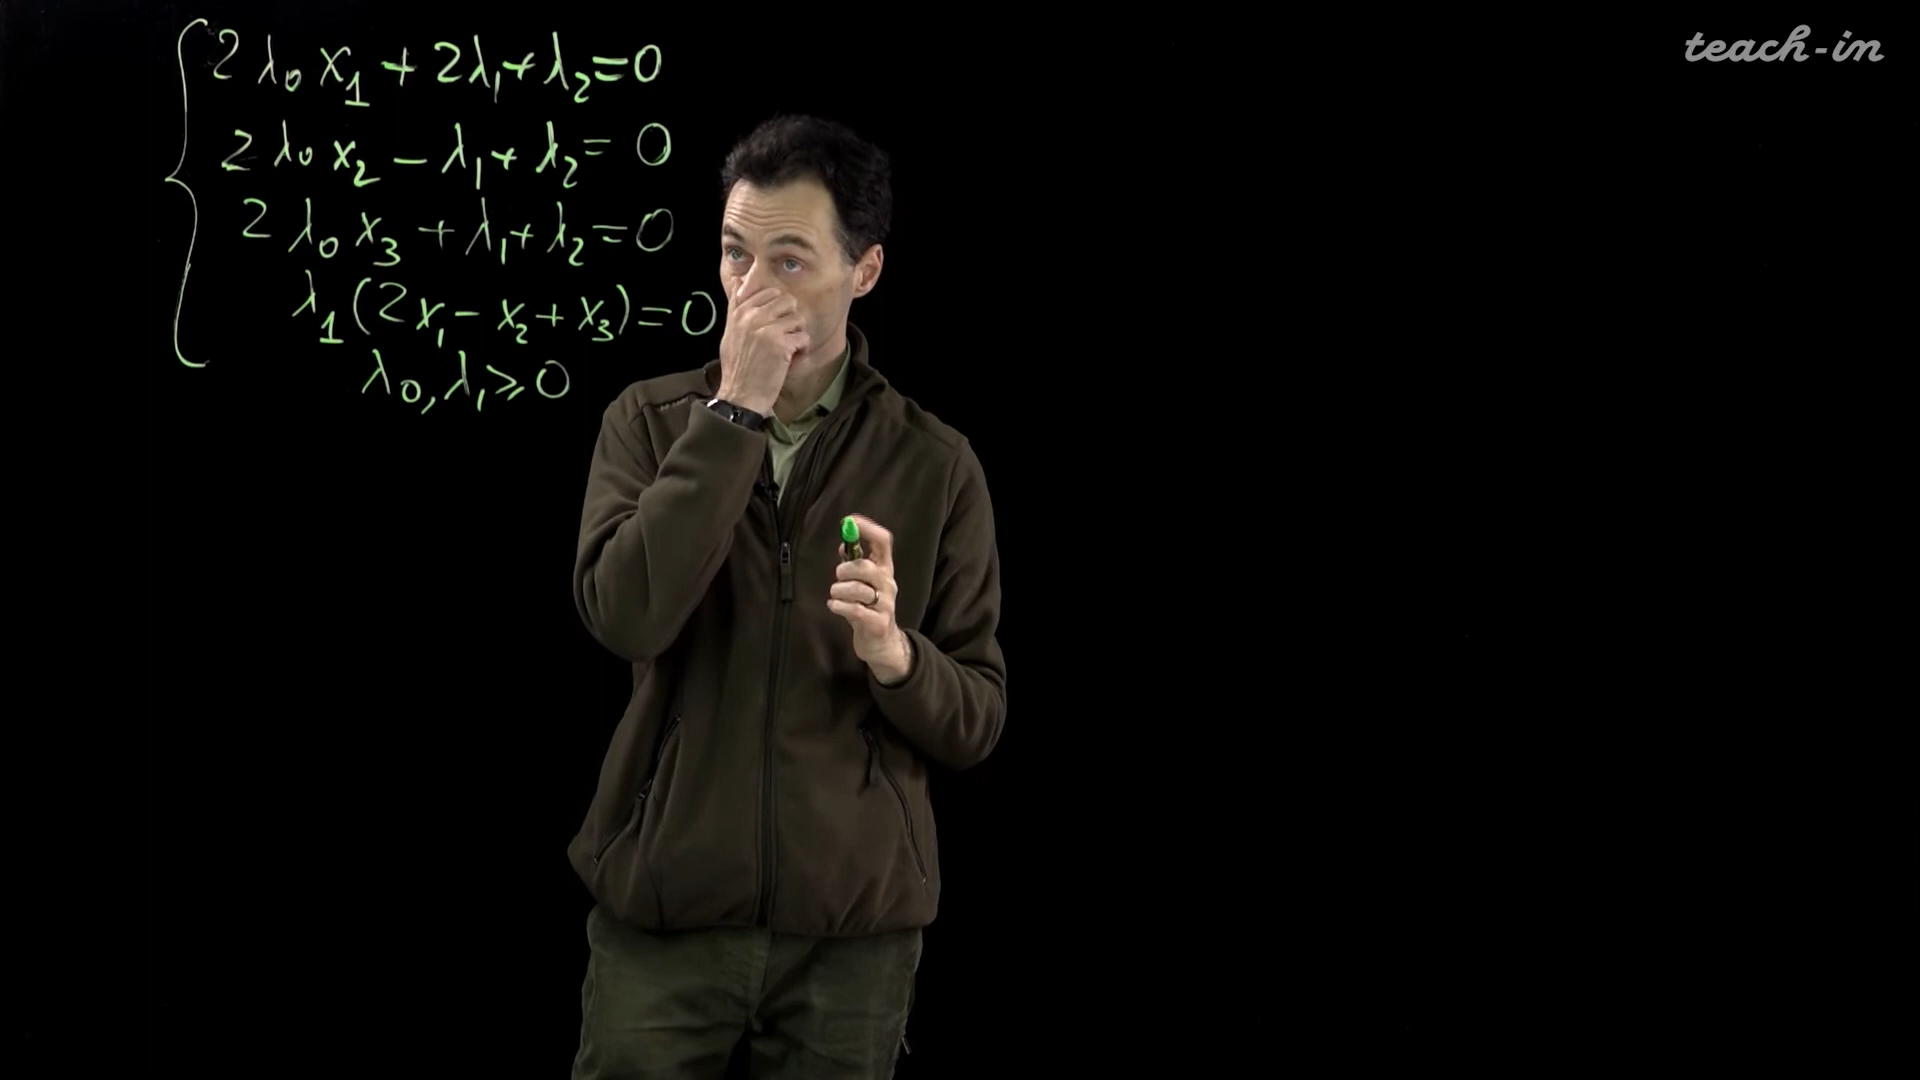 2λ₀x₁ + 2λ₁ + λ₂ = 0
2λ₀x₂ − λ₁ + λ₂ = 0
2λ₀x₃ + λ₁ + λ₂ = 0
λ₁(2x₁ − x₂ + x₃) = 0
λ₀, λ₁ ⩾ 0
teach-in